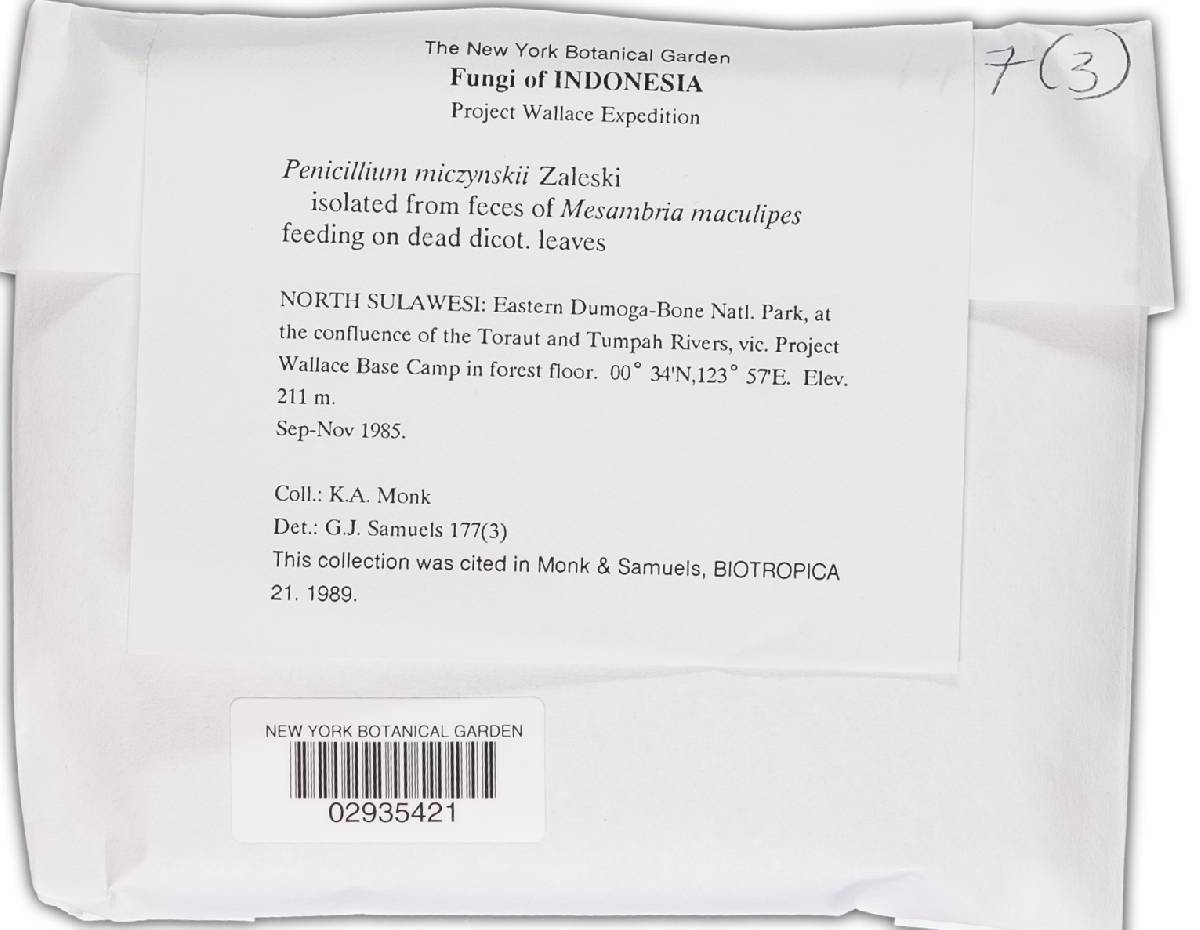 The New York Botanical Garden
Fungi of INDONESIA
Project Wallace Expedition
7(3)
Penicillium miczynskii Zaleski
isolated from feces of Mesambria maculipes
feeding on dead dicot. leaves
NORTH SULAWESI: Eastern Dumoga-Bone Natl. Park, at
the confluence of the Toraut and Tumpah Rivers, vic. Project
Wallace Base Camp in forest floor. 00° 34'N,123° 57'E. Elev.
211 m.
Sep-Nov 1985.
Coll.: K.A. Monk
Det.: G.J. Samuels 177(3)
This collection was cited in Monk & Samuels, BIOTROPICA
21. 1989.
NEW YORK BOTANICAL GARDEN
02935421